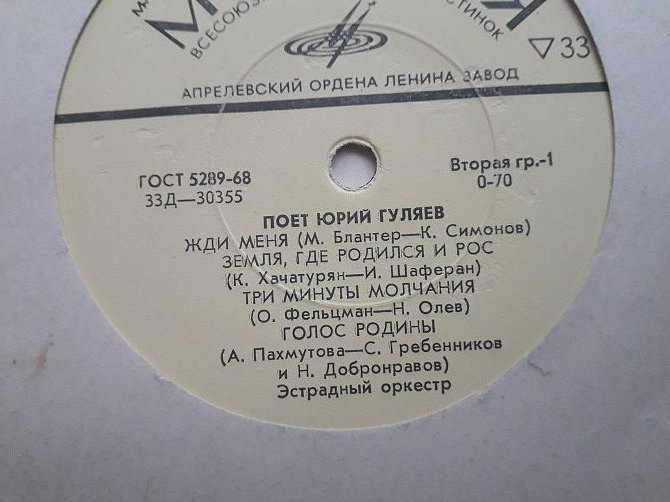 ВСЕСОЮЗ
СТИНОК
▽33
АПРЕЛЕВСКИЙ ОРДЕНА ЛЕНИНА ЗАВОД
ГОСТ 5289-68
Вторая гр.-1
33Д—30355
0-70
ПОЕТ ЮРИЙ ГУЛЯЕВ
ЖДИ МЕНЯ (М. Блантер—К. Симонов)
ЗЕМЛЯ, ГДЕ РОДИЛСЯ И РОС
(К. Хачатурян—И. Шаферан)
ТРИ МИНУТЫ МОЛЧАНИЯ
(О. Фельцман—Н. Олев)
ГОЛОС РОДИНЫ
(А. Пахмутова—С. Гребенников
и Н. Добронравов)
Эстрадный оркестр